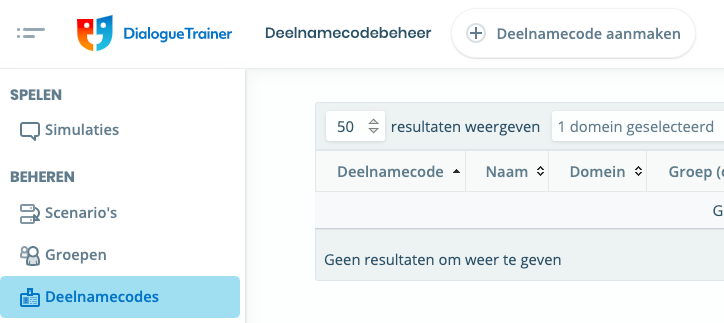 DialogueTrainer
Deelnamecodebeheer
Deelnamecode aanmaken
SPELEN
Simulaties
BEHEREN
Scenario's
Groepen
Deelnamecodes
50 resultaten weergeven 1 domein geselecteerd
Deelnamecode Naam Domein Groep (
G
Geen resultaten om weer te geven